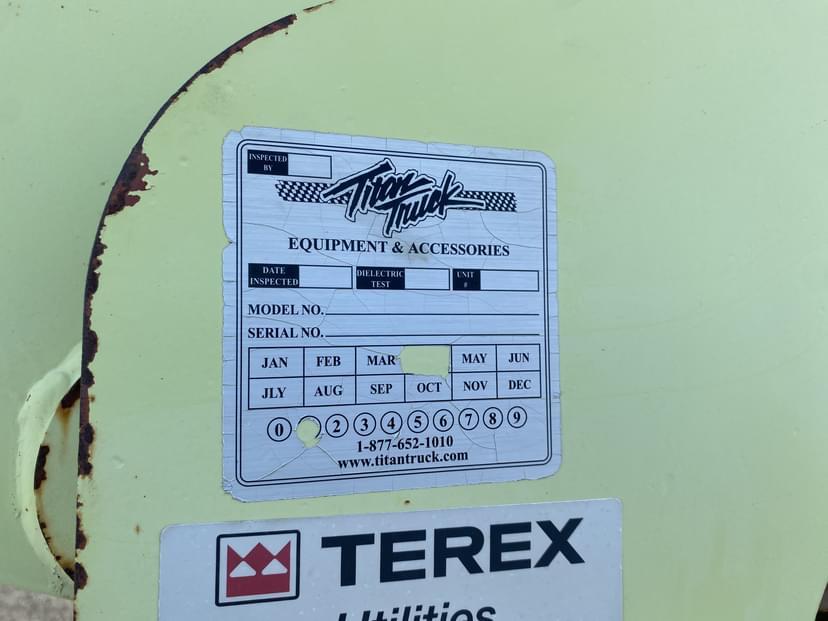 INSPECTED
BY
Titan
Truck
EQUIPMENT & ACCESSORIES
DATE
INSPECTED
DIELECTRIC
TEST
UNIT
#
MODEL NO.
SERIAL NO.
JAN FEB MAR MAY JUN
JLY AUG SEP OCT NOV DEC
0 2 3 4 5 6 7 8 9
1-877-652-1010
www.titantruck.com
TEREX
Utilities